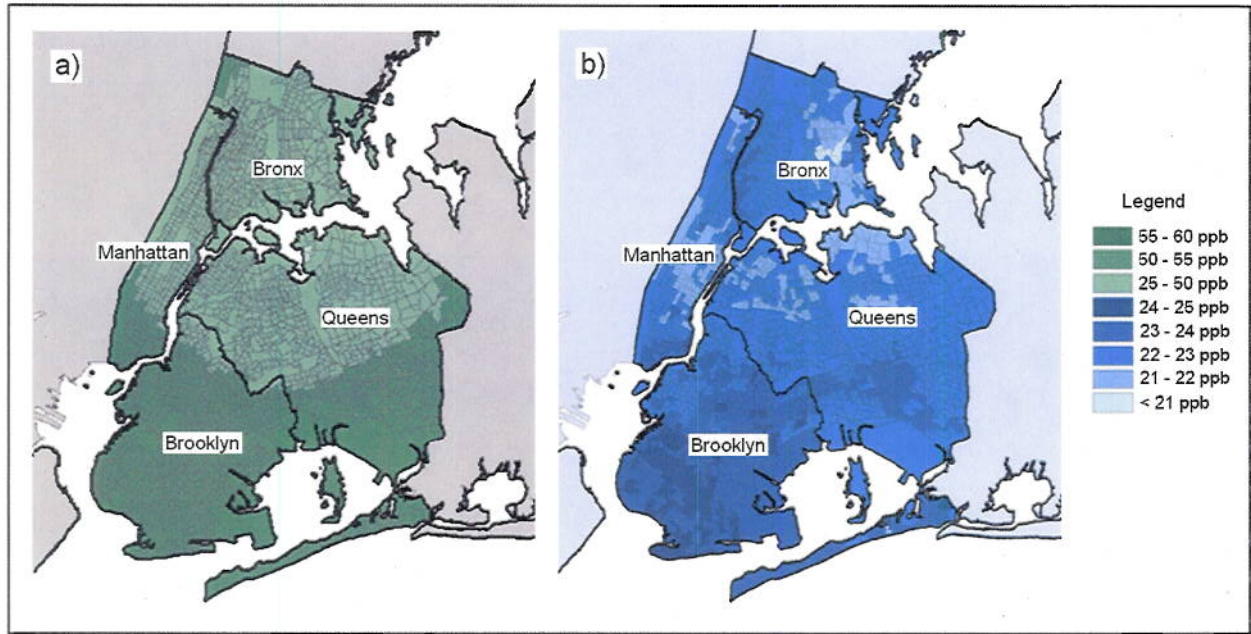 a)
Bronx
Manhattan
Queens
Brooklyn
b)
Bronx
Manhattan
Queens
Brooklyn
Legend
55 - 60 ppb
50 - 55 ppb
25 - 50 ppb
24 - 25 ppb
23 - 24 ppb
22 - 23 ppb
21 - 22 ppb
< 21 ppb